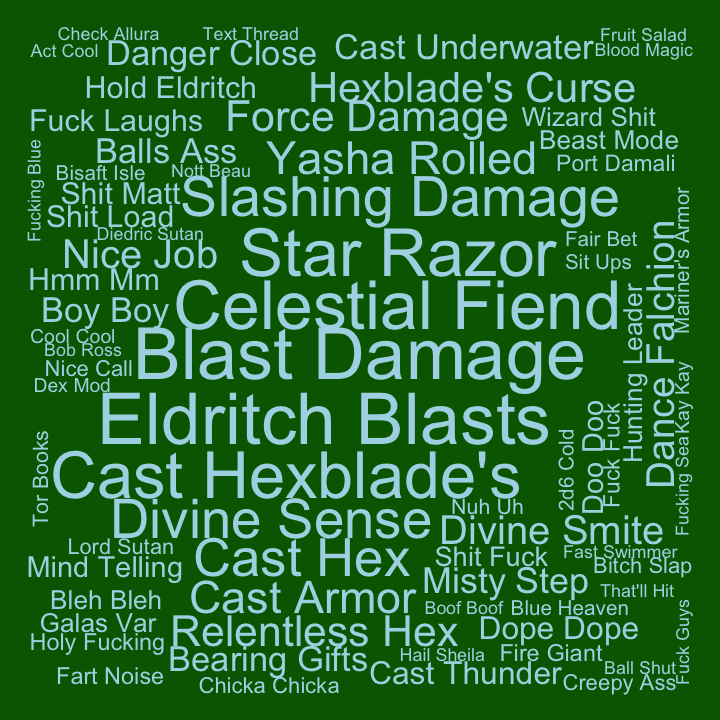 Check Allura
Text Thread
Fruit Salad
Act Cool
Danger Close
Cast Underwater
Blood Magic
Hold Eldritch
Hexblade's Curse
Fuck Laughs
Force Damage
Wizard Shit
Beast Mode
Balls Ass
Yasha Rolled
Port Damali
Fucking Blue
Bisaft Isle
Nott Beau
Shit Matt
Slashing Damage
Shit Load
Mariner's Armor
Diedric Sutan
Nice Job
Star Razor
Fair Bet
Sit Ups
Hmm Mm
Boy Boy
Celestial Fiend
Dance Falchion
Hunting Leader
Cool Cool
Bob Ross
Blast Damage
Nice Call
Dex Mod
Kay Kay
Eldritch Blasts
Doo Doo
Fuck Fuck
2d6 Cold
Fucking Sea
Tor Books
Cast Hexblade's
Nuh Uh
Divine Sense
Divine Smite
Lord Sutan
Cast Hex
Shit Fuck
Fast Swimmer
Mind Telling
Bitch Slap
Misty Step
That'll Hit
Bleh Bleh
Cast Armor
Boof Boof
Blue Heaven
Galas Var
Relentless Hex
Dope Dope
Fuck Guys
Holy Fucking
Bearing Gifts
Hail Sheila
Fire Giant
Ball Shut
Fart Noise
Cast Thunder
Chicka Chicka
Creepy Ass